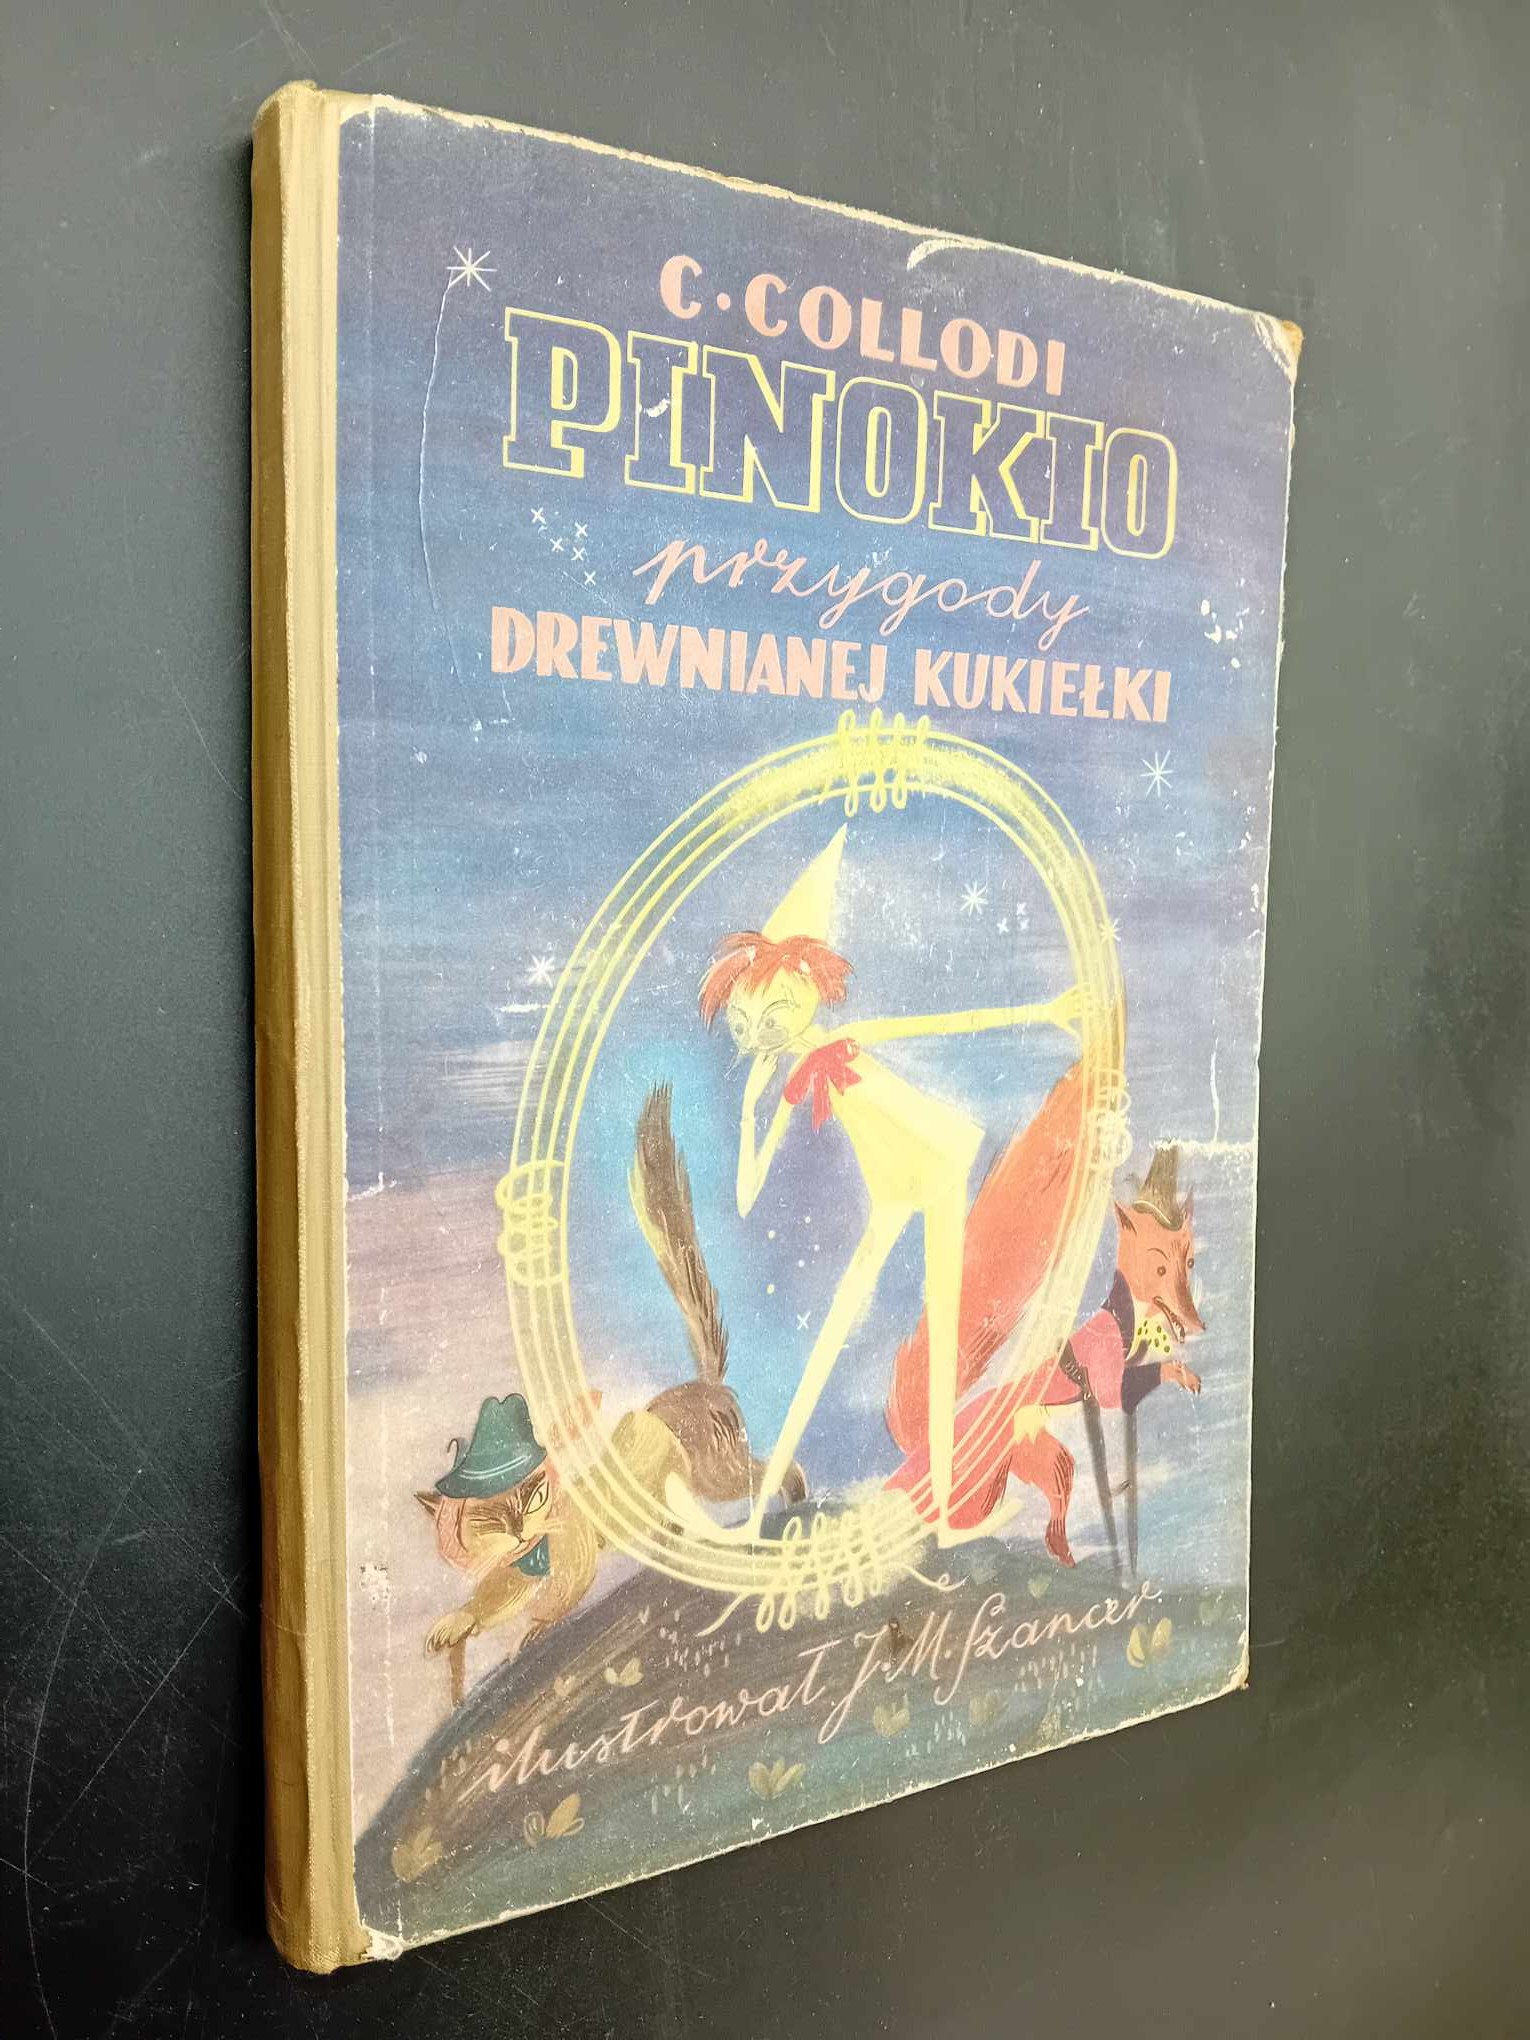 C. COLLODI
PINOKIO
przygody
DREWNIANEJ KUKIEŁKI
ilustrował J. M. Szancer